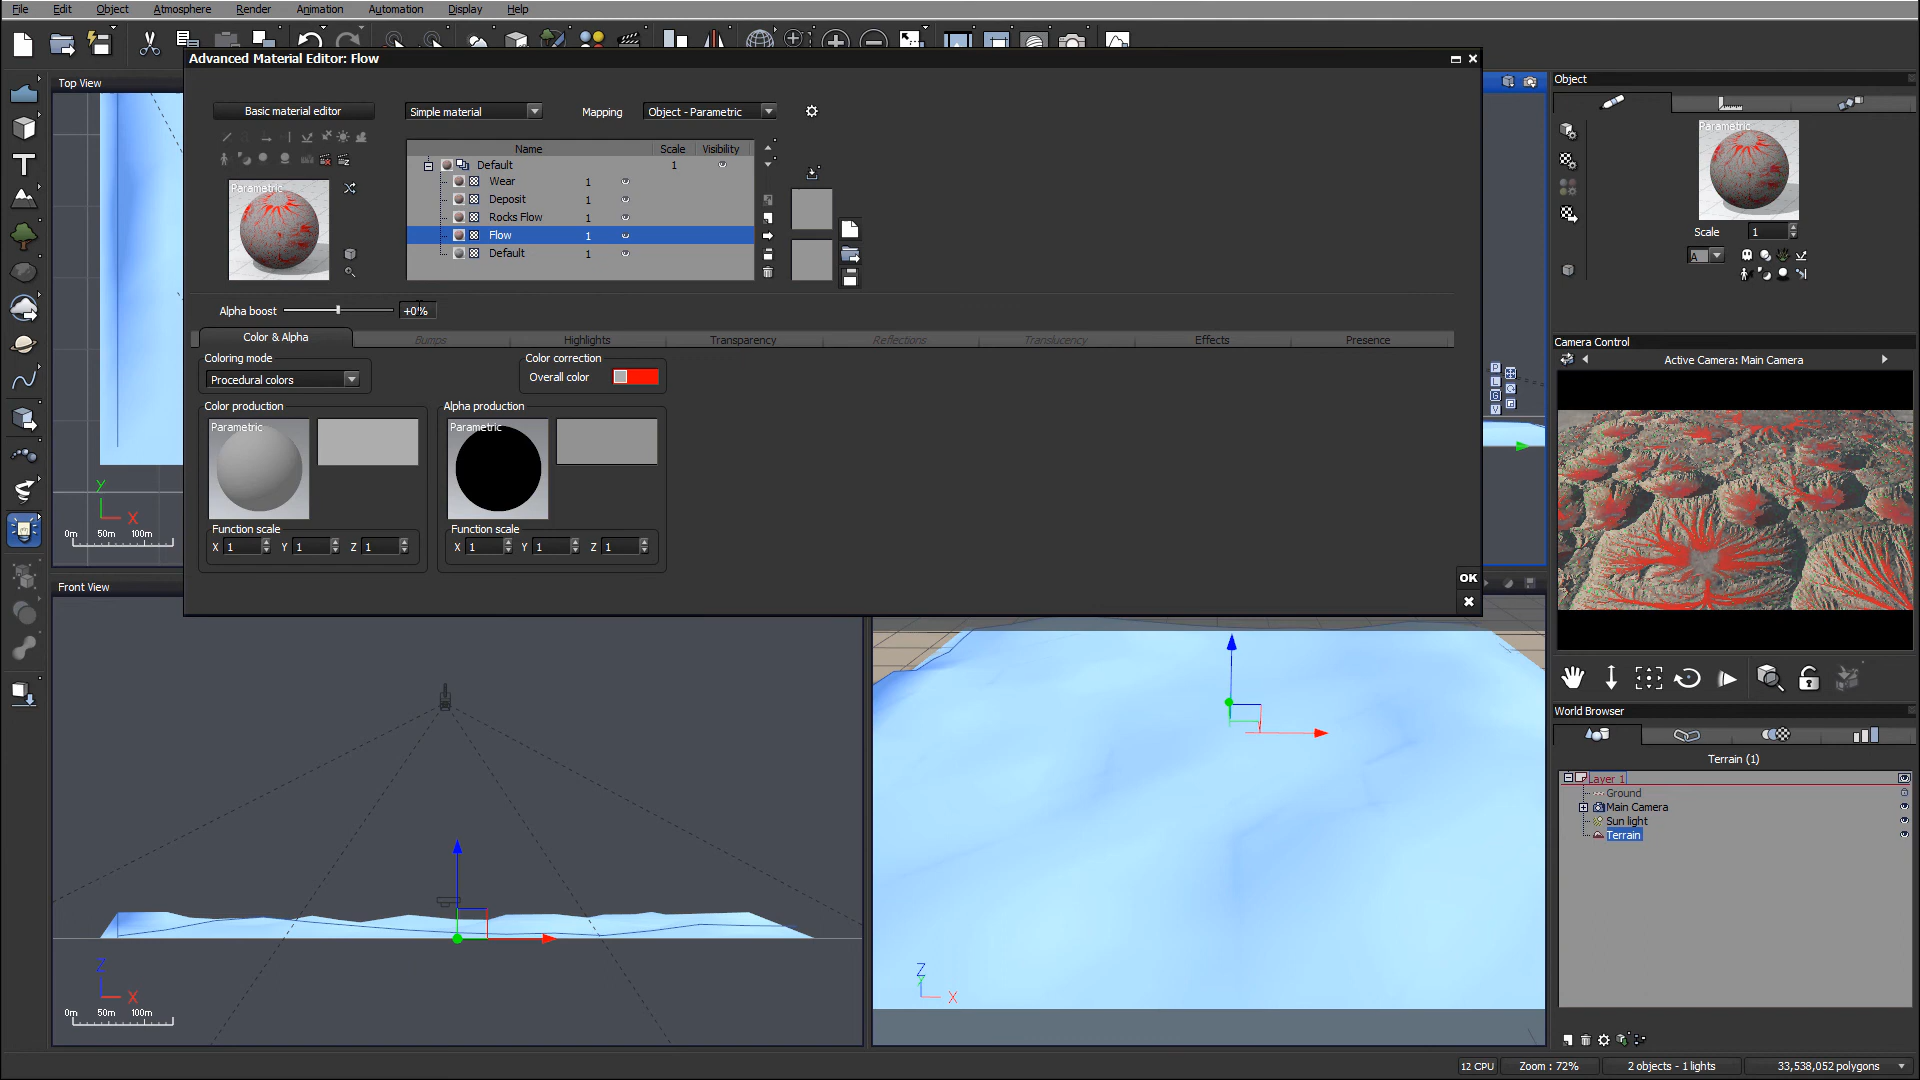 File Edit Object Atmosphere Render Animation Automation Display Help
Advanced Material Editor: Flow
Top View
Basic material editor
Simple material
Mapping
Object - Parametric
Name Scale Visibility
Default 1
Wear 1
Deposit 1
Rocks Flow 1
Flow 1
Default 1
Parametric
Alpha boost
+0%
Color & Alpha Bumps Highlights Transparency Reflections Translucency Effects Presence
Coloring mode
Procedural colors
Color correction
Overall color
Color production
Parametric
Alpha production
Parametric
Function scale
X 1 Y 1 Z 1
Function scale
X 1 Y 1 Z 1
OK
Y
X
0m 50m 100m
Front View
Z
X
0m 50m 100m
Z
Y
X
P
L
G
V
Object
Parametric
Scale 1
A
Camera Control
Active Camera: Main Camera
World Browser
Terrain (1)
Layer 1
Ground
Main Camera
Sun light
Terrain
12 CPU Zoom : 72% 2 objects - 1 lights 33,538,052 polygons